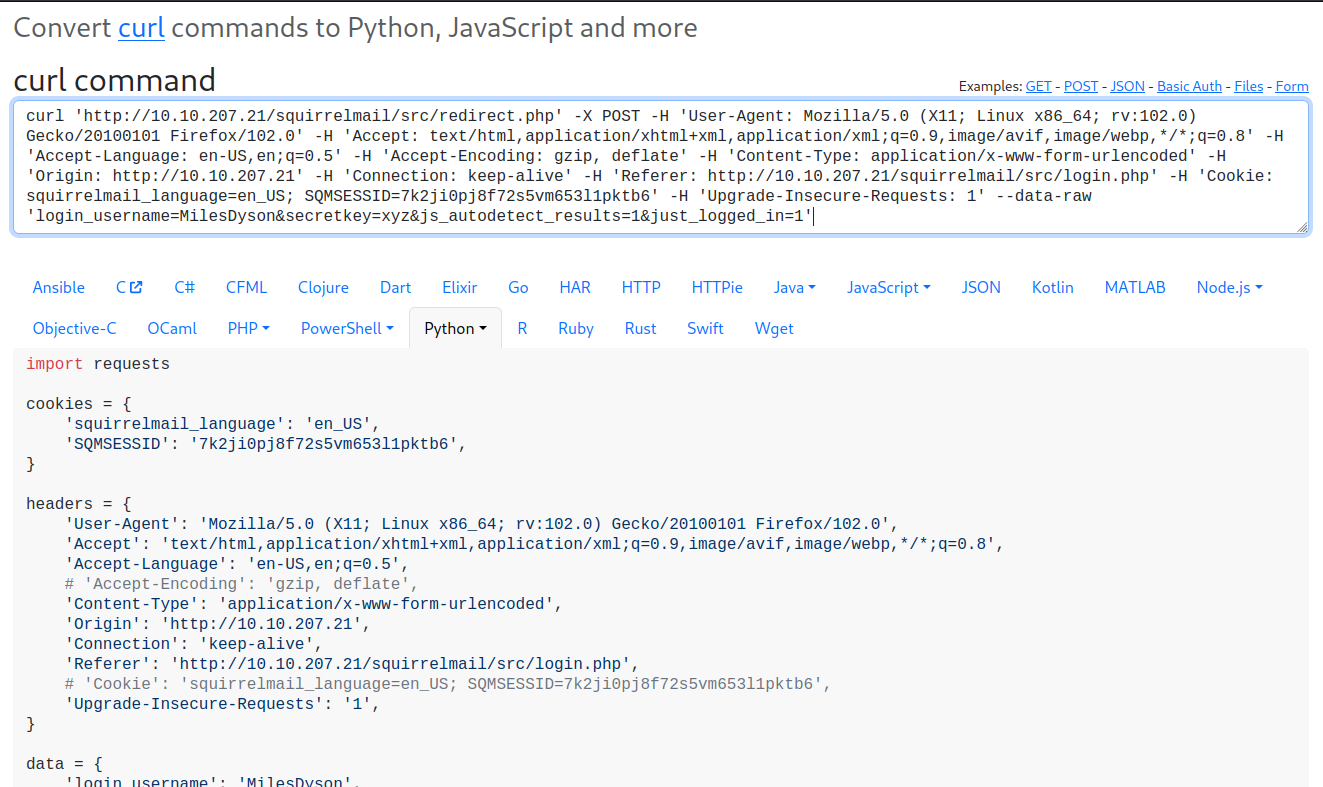 Convert curl commands to Python, JavaScript and more
curl command
Examples: GET - POST - JSON - Basic Auth - Files - Form
curl 'http://10.10.207.21/squirrelmail/src/redirect.php' -X POST -H 'User-Agent: Mozilla/5.0 (X11; Linux x86_64; rv:102.0)
Gecko/20100101 Firefox/102.0' -H 'Accept: text/html,application/xhtml+xml,application/xml;q=0.9,image/avif,image/webp,*/*;q=0.8' -H
'Accept-Language: en-US,en;q=0.5' -H 'Accept-Encoding: gzip, deflate' -H 'Content-Type: application/x-www-form-urlencoded' -H
'Origin: http://10.10.207.21' -H 'Connection: keep-alive' -H 'Referer: http://10.10.207.21/squirrelmail/src/login.php' -H 'Cookie:
squirrelmail_language=en_US; SQMSESSID=7k2ji0pj8f72s5vm653l1pktb6' -H 'Upgrade-Insecure-Requests: 1' --data-raw
'login_username=MilesDyson&secretkey=xyz&js_autodetect_results=1&just_logged_in=1'
Ansible C C# CFML Clojure Dart Elixir Go HAR HTTP HTTPie Java JavaScript JSON Kotlin MATLAB Node.js
Objective-C OCaml PHP PowerShell Python R Ruby Rust Swift Wget
import requests
cookies = {
    'squirrelmail_language': 'en_US',
    'SQMSESSID': '7k2ji0pj8f72s5vm653l1pktb6',
}
headers = {
    'User-Agent': 'Mozilla/5.0 (X11; Linux x86_64; rv:102.0) Gecko/20100101 Firefox/102.0',
    'Accept': 'text/html,application/xhtml+xml,application/xml;q=0.9,image/avif,image/webp,*/*;q=0.8',
    'Accept-Language': 'en-US,en;q=0.5',
    # 'Accept-Encoding': 'gzip, deflate',
    'Content-Type': 'application/x-www-form-urlencoded',
    'Origin': 'http://10.10.207.21',
    'Connection': 'keep-alive',
    'Referer': 'http://10.10.207.21/squirrelmail/src/login.php',
    # 'Cookie': 'squirrelmail_language=en_US; SQMSESSID=7k2ji0pj8f72s5vm653l1pktb6',
    'Upgrade-Insecure-Requests': '1',
}
data = {
    'login_username': 'MilesDyson',